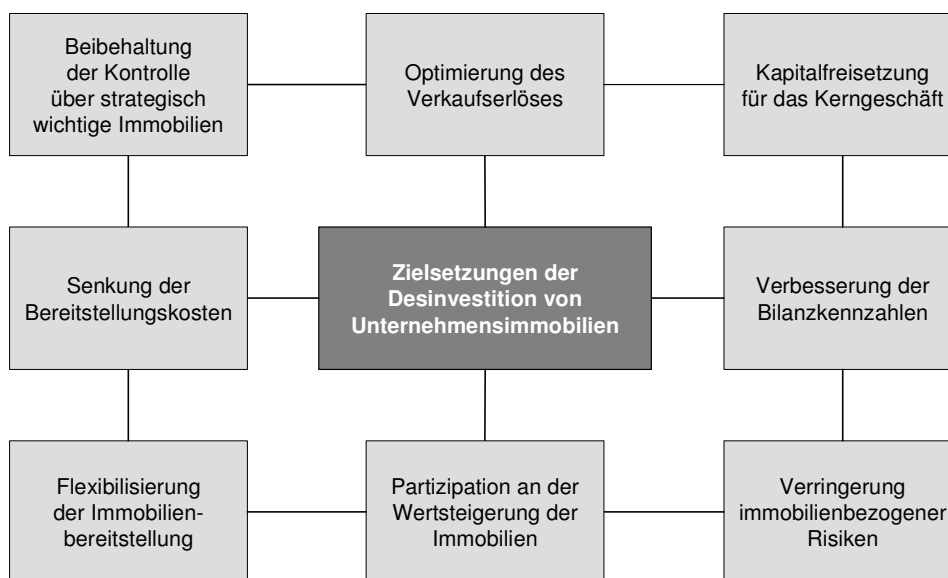 Beibehaltung
der Kontrolle
über strategisch
wichtige Immobilien
Optimierung des
Verkaufserlöses
Kapitalfreisetzung
für das Kerngeschäft
Senkung der
Bereitstellungskosten
Zielsetzungen der
Desinvestition von
Unternehmensimmobilien
Verbesserung der
Bilanzkennzahlen
Flexibilisierung
der Immobilien-
bereitstellung
Partizipation an der
Wertsteigerung der
Immobilien
Verringerung
immobilienbezogener
Risiken